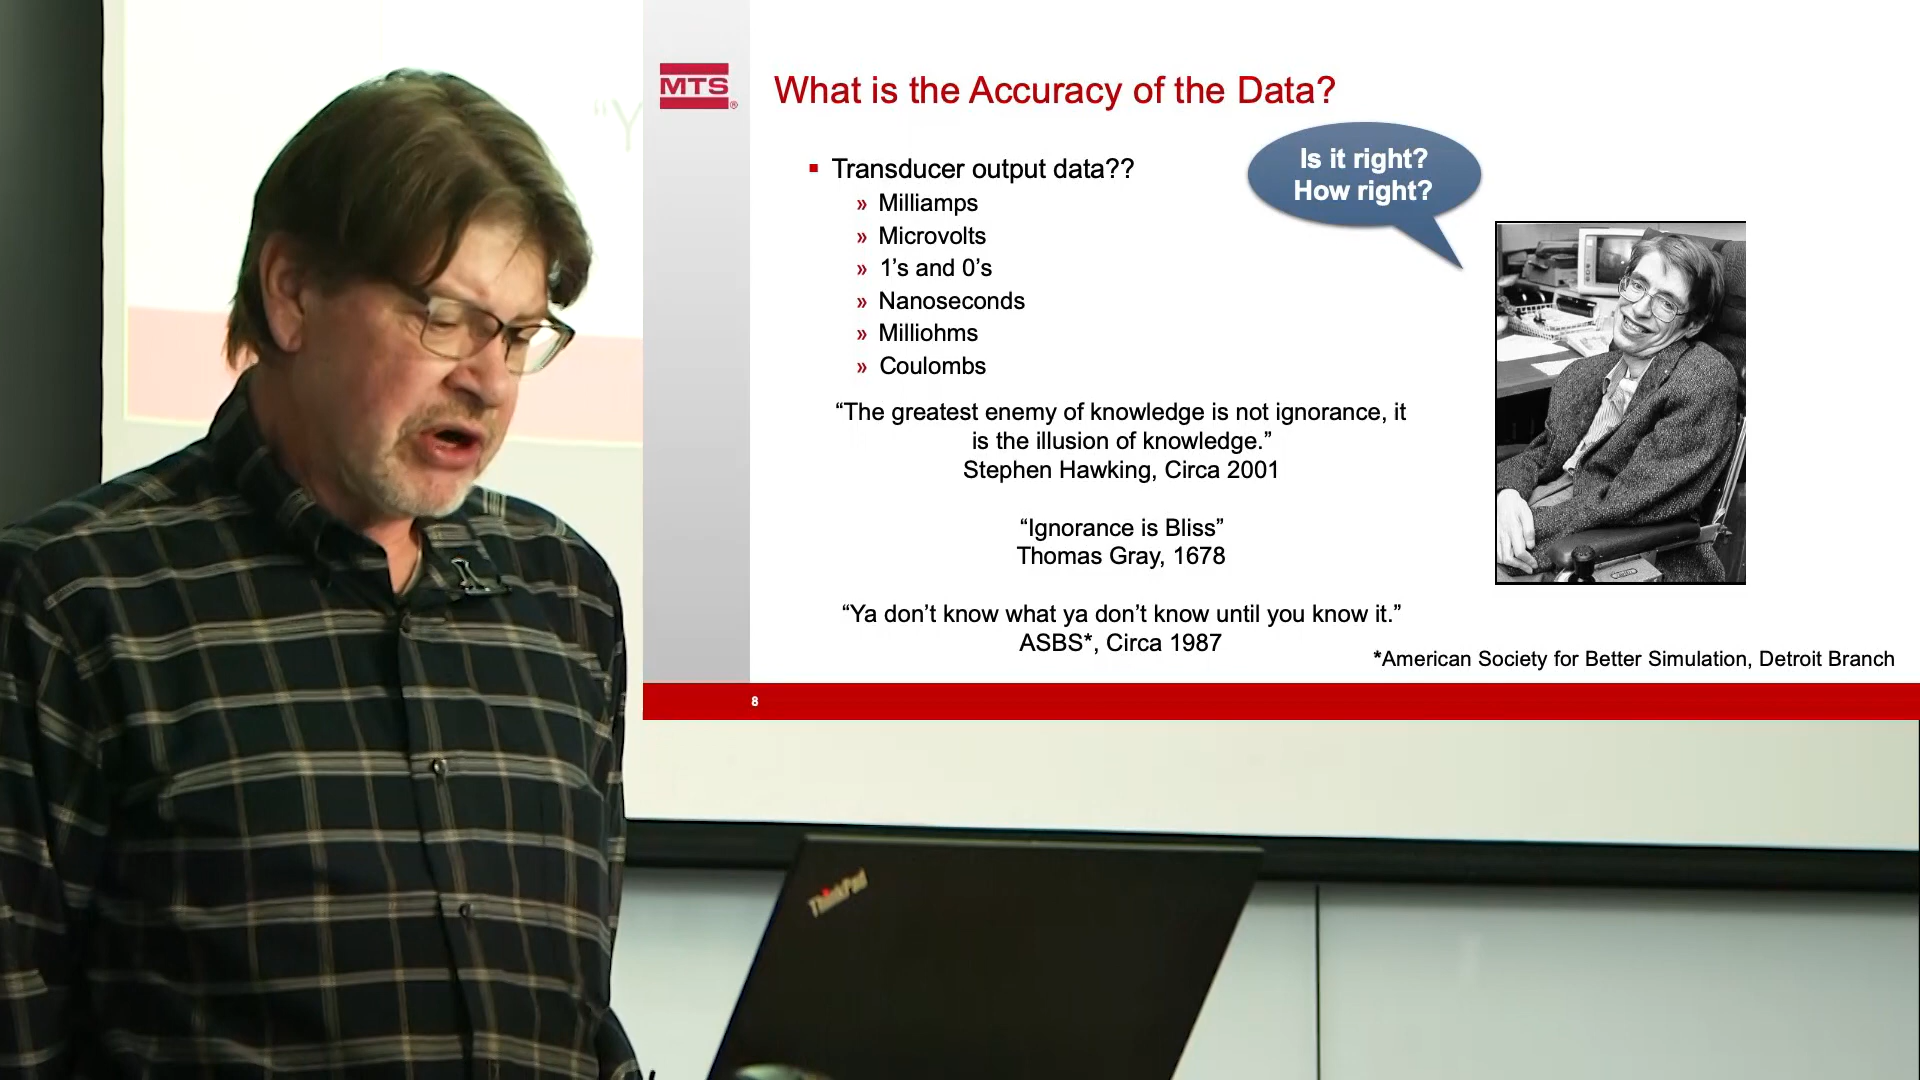 “Y
MTS®
What is the Accuracy of the Data?
Is it right?
How right?
▪ Transducer output data??
» Milliamps
» Microvolts
» 1’s and 0’s
» Nanoseconds
» Milliohms
» Coulombs
“The greatest enemy of knowledge is not ignorance, it
is the illusion of knowledge.”
Stephen Hawking, Circa 2001
“Ignorance is Bliss”
Thomas Gray, 1678
“Ya don’t know what ya don’t know until you know it.”
ASBS*, Circa 1987
*American Society for Better Simulation, Detroit Branch
8
ThinkPad